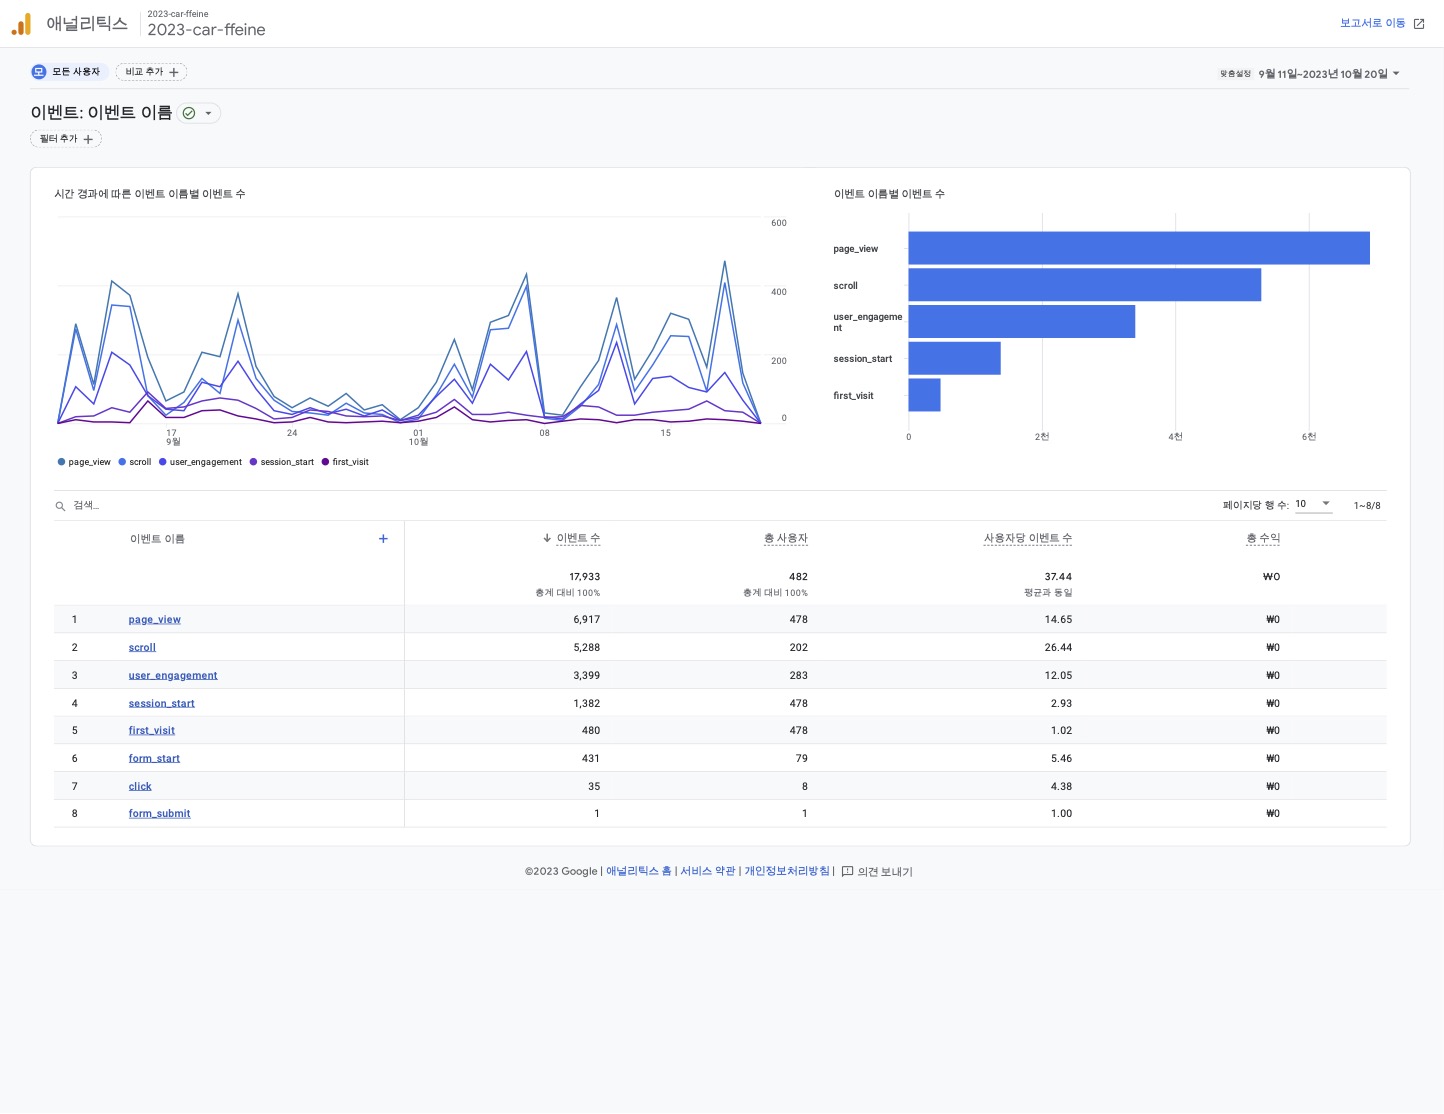 애널리틱스
2023-car-ffeine
2023-car-ffeine
보고서로 이동
모 모든 사용자
비교 추가
맞춤설정 9월 11일~2023년 10월 20일
이벤트: 이벤트 이름
필터 추가
시간 경과에 따른 이벤트 이름별 이벤트 수
600
400
200
0
17
9월
24
01
10월
08
15
page_view scroll user_engagement session_start first_visit
이벤트 이름별 이벤트 수
page_view
scroll
user_engageme
nt
session_start
first_visit
0 2천 4천 6천
검색...
페이지당 행 수: 10 1~8/8
이벤트 이름 + 이벤트 수 총 사용자 사용자당 이벤트 수 총 수익
17,933 482 37.44 ₩0
총계 대비 100% 총계 대비 100% 평균과 동일
1 page_view 6,917 478 14.65 ₩0
2 scroll 5,288 202 26.44 ₩0
3 user_engagement 3,399 283 12.05 ₩0
4 session_start 1,382 478 2.93 ₩0
5 first_visit 480 478 1.02 ₩0
6 form_start 431 79 5.46 ₩0
7 click 35 8 4.38 ₩0
8 form_submit 1 1 1.00 ₩0
©2023 Google | 애널리틱스 홈 | 서비스 약관 | 개인정보처리방침 | 의견 보내기